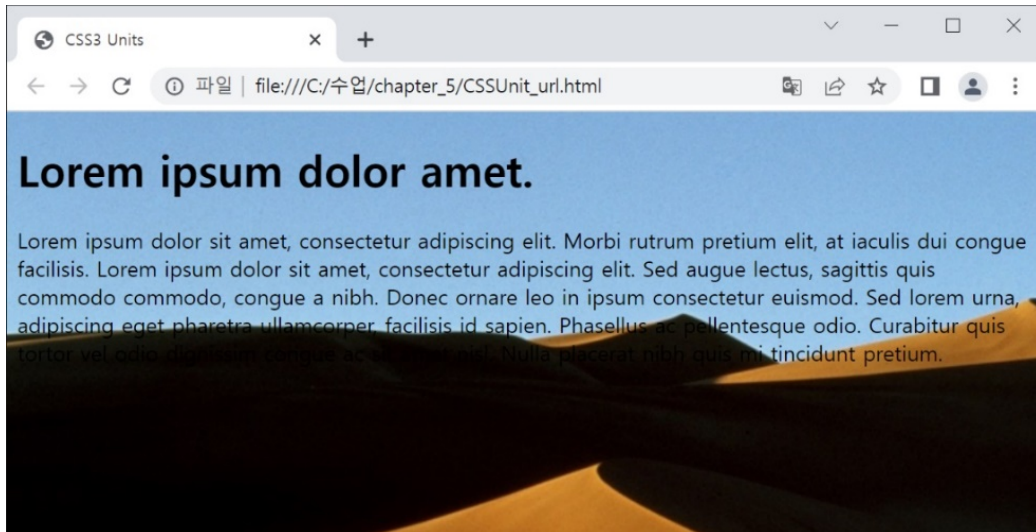 CSS3 Units
파일 file:///C:/수업/chapter_5/CSSUnit_url.html
Lorem ipsum dolor amet.
Lorem ipsum dolor sit amet, consectetur adipiscing elit. Morbi rutrum pretium elit, at iaculis dui congue
facilisis. Lorem ipsum dolor sit amet, consectetur adipiscing elit. Sed augue lectus, sagittis quis
commodo commodo, congue a nibh. Donec ornare leo in ipsum consectetur euismod. Sed lorem urna,
adipiscing eget pharetra ullamcorper, facilisis id sapien. Phasellus ac pellentesque odio. Curabitur quis
tortor vel odio dignissim congue ac sit amet nisl. Nulla placerat nibh quis mi tincidunt pretium.